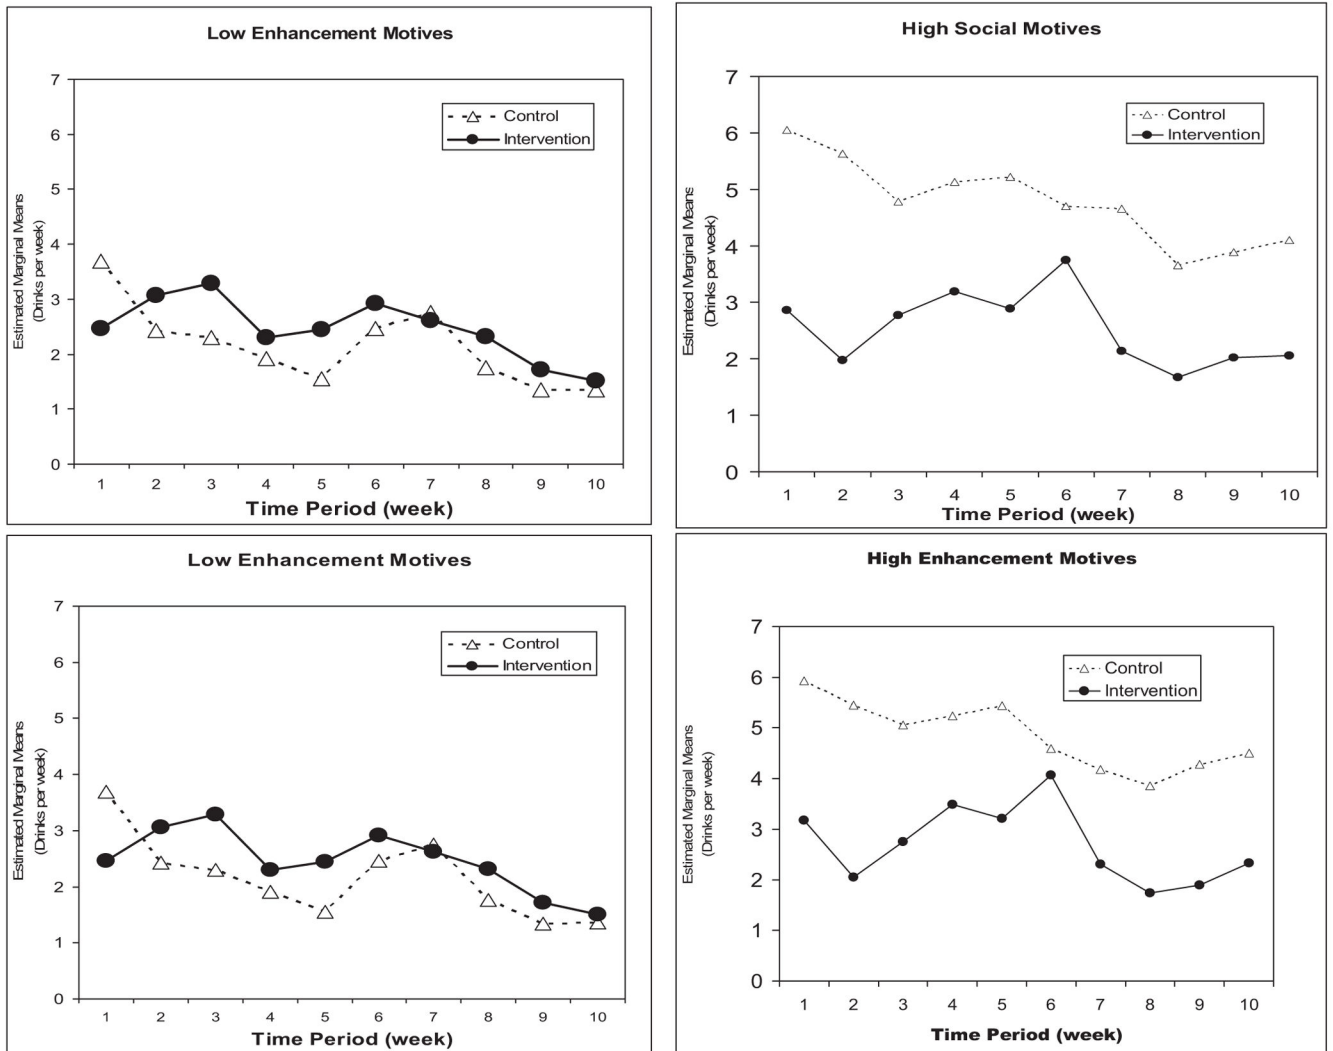 Low Enhancement Motives
Estimated Marginal Means
(Drinks per week)
7
6
5
4
3
2
1
0
Control
Intervention
1 2 3 4 5 6 7 8 9 10
Time Period (week)
High Social Motives
Estimated Marginal Means
(Drinks per week)
7
6
5
4
3
2
1
0
Control
Intervention
1 2 3 4 5 6 7 8 9 10
Time Period (week)
Low Enhancement Motives
Estimated Marginal Means
(Drinks per week)
7
6
5
4
3
2
1
0
Control
Intervention
1 2 3 4 5 6 7 8 9 10
Time Period (week)
High Enhancement Motives
Estimated Marginal Means
(Drinks per week)
7
6
5
4
3
2
1
0
Control
Intervention
1 2 3 4 5 6 7 8 9 10
Time Period (week)